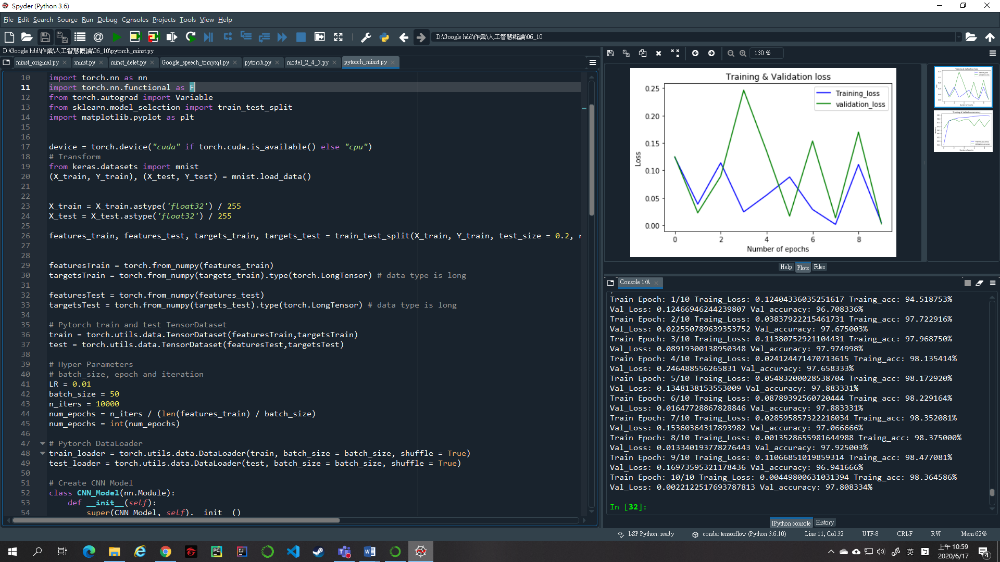 Spyder (Python 3.6)
File Edit Search Source Run Debug Consoles Projects Tools View Help
D:\Google hdd\作業\人工智慧概論\06_10
D:\Google hdd\作業\人工智慧概論\06_10\pytorch_minst.py
minst_original.py minst.py minst_delet.py Google_speech_tomysql.py pytorch.py model_2_4_3.py pytorch_minst.py
10 import torch.nn as nn
11 import torch.nn.functional as F
12 from torch.autograd import Variable
13 from sklearn.model_selection import train_test_split
14 import matplotlib.pyplot as plt
15
16
17 device = torch.device("cuda" if torch.cuda.is_available() else "cpu")
18 # Transform
19 from keras.datasets import mnist
20 (X_train, Y_train), (X_test, Y_test) = mnist.load_data()
21
22
23 X_train = X_train.astype('float32') / 255
24 X_test = X_test.astype('float32') / 255
25
26 features_train, features_test, targets_train, targets_test = train_test_split(X_train, Y_train, test_size = 0.2,
27
28
29 featuresTrain = torch.from_numpy(features_train)
30 targetsTrain = torch.from_numpy(targets_train).type(torch.LongTensor) # data type is long
31
32 featuresTest = torch.from_numpy(features_test)
33 targetsTest = torch.from_numpy(targets_test).type(torch.LongTensor) # data type is long
34
35 # Pytorch train and test TensorDataset
36 train = torch.utils.data.TensorDataset(featuresTrain,targetsTrain)
37 test = torch.utils.data.TensorDataset(featuresTest,targetsTest)
38
39 # Hyper Parameters
40 # batch_size, epoch and iteration
41 LR = 0.01
42 batch_size = 50
43 n_iters = 10000
44 num_epochs = n_iters / (len(features_train) / batch_size)
45 num_epochs = int(num_epochs)
46
47 # Pytorch DataLoader
48 train_loader = torch.utils.data.DataLoader(train, batch_size = batch_size, shuffle = True)
49 test_loader = torch.utils.data.DataLoader(test, batch_size = batch_size, shuffle = True)
50
51 # Create CNN Model
52 class CNN_Model(nn.Module):
53 def __init__(self):
54 super(CNN_Model, self).__init__()
130 %
Training & Validation loss
Training_loss
validation_loss
0.25
0.20
0.15
0.10
0.05
0.00
Loss
0 2 4 6 8
Number of epochs
Training & Validation loss
Number of epochs
Training & Validation accuracy
Number of epochs
Help Plots Files
Console 1/A
Train Epoch: 1/10 Traing_Loss: 0.12404336035251617 Traing_acc: 94.518753%
Val_Loss: 0.12466946244239807 Val_accuracy: 96.708336%
Train Epoch: 2/10 Traing_Loss: 0.03837922215461731 Traing_acc: 97.722916%
Val_Loss: 0.022550789639353752 Val_accuracy: 97.675003%
Train Epoch: 3/10 Traing_Loss: 0.11380752921104431 Traing_acc: 97.968750%
Val_Loss: 0.08919300138950348 Val_accuracy: 97.974998%
Train Epoch: 4/10 Traing_Loss: 0.024124471470713615 Traing_acc: 98.135414%
Val_Loss: 0.246488556265831 Val_accuracy: 97.658333%
Train Epoch: 5/10 Traing_Loss: 0.05483200028538704 Traing_acc: 98.172920%
Val_Loss: 0.1348138153553009 Val_accuracy: 97.883331%
Train Epoch: 6/10 Traing_Loss: 0.08789392560720444 Traing_acc: 98.229164%
Val_Loss: 0.01647728867828846 Val_accuracy: 97.883331%
Train Epoch: 7/10 Traing_Loss: 0.028595857322216034 Traing_acc: 98.352081%
Val_Loss: 0.15360364317893982 Val_accuracy: 97.066666%
Train Epoch: 8/10 Traing_Loss: 0.0013528655981644988 Traing_acc: 98.375000%
Val_Loss: 0.013340193778276443 Val_accuracy: 97.925003%
Train Epoch: 9/10 Traing_Loss: 0.11066851019859314 Traing_acc: 98.477081%
Val_Loss: 0.16973595321178436 Val_accuracy: 96.941666%
Train Epoch: 10/10 Traing_Loss: 0.00449800631031394 Traing_acc: 98.364586%
Val_Loss: 0.0022122517693787813 Val_accuracy: 97.808334%
In [32]:
IPython console History
LSP Python: ready conda: tensorflow (Python 3.6.10) Line 11, Col 32 UTF-8 CRLF RW Mem 62%
英
上午 10:59
2020/6/17
4